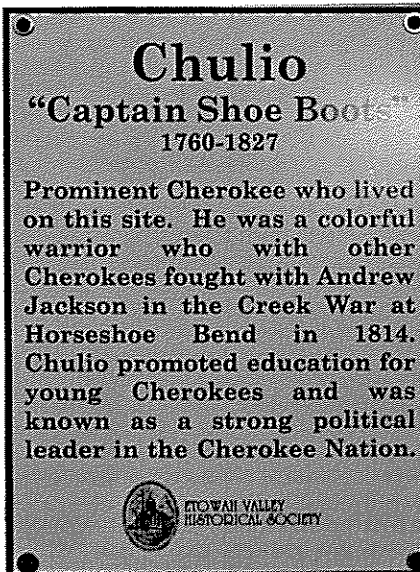 Chulio
“Captain Shoe Boots”
1760-1827
Prominent Cherokee who lived
on this site. He was a colorful
warrior who with other
Cherokees fought with Andrew
Jackson in the Creek War at
Horseshoe Bend in 1814.
Chulio promoted education for
young Cherokees and was
known as a strong political
leader in the Cherokee Nation.
ETOWAH VALLEY
HISTORICAL SOCIETY